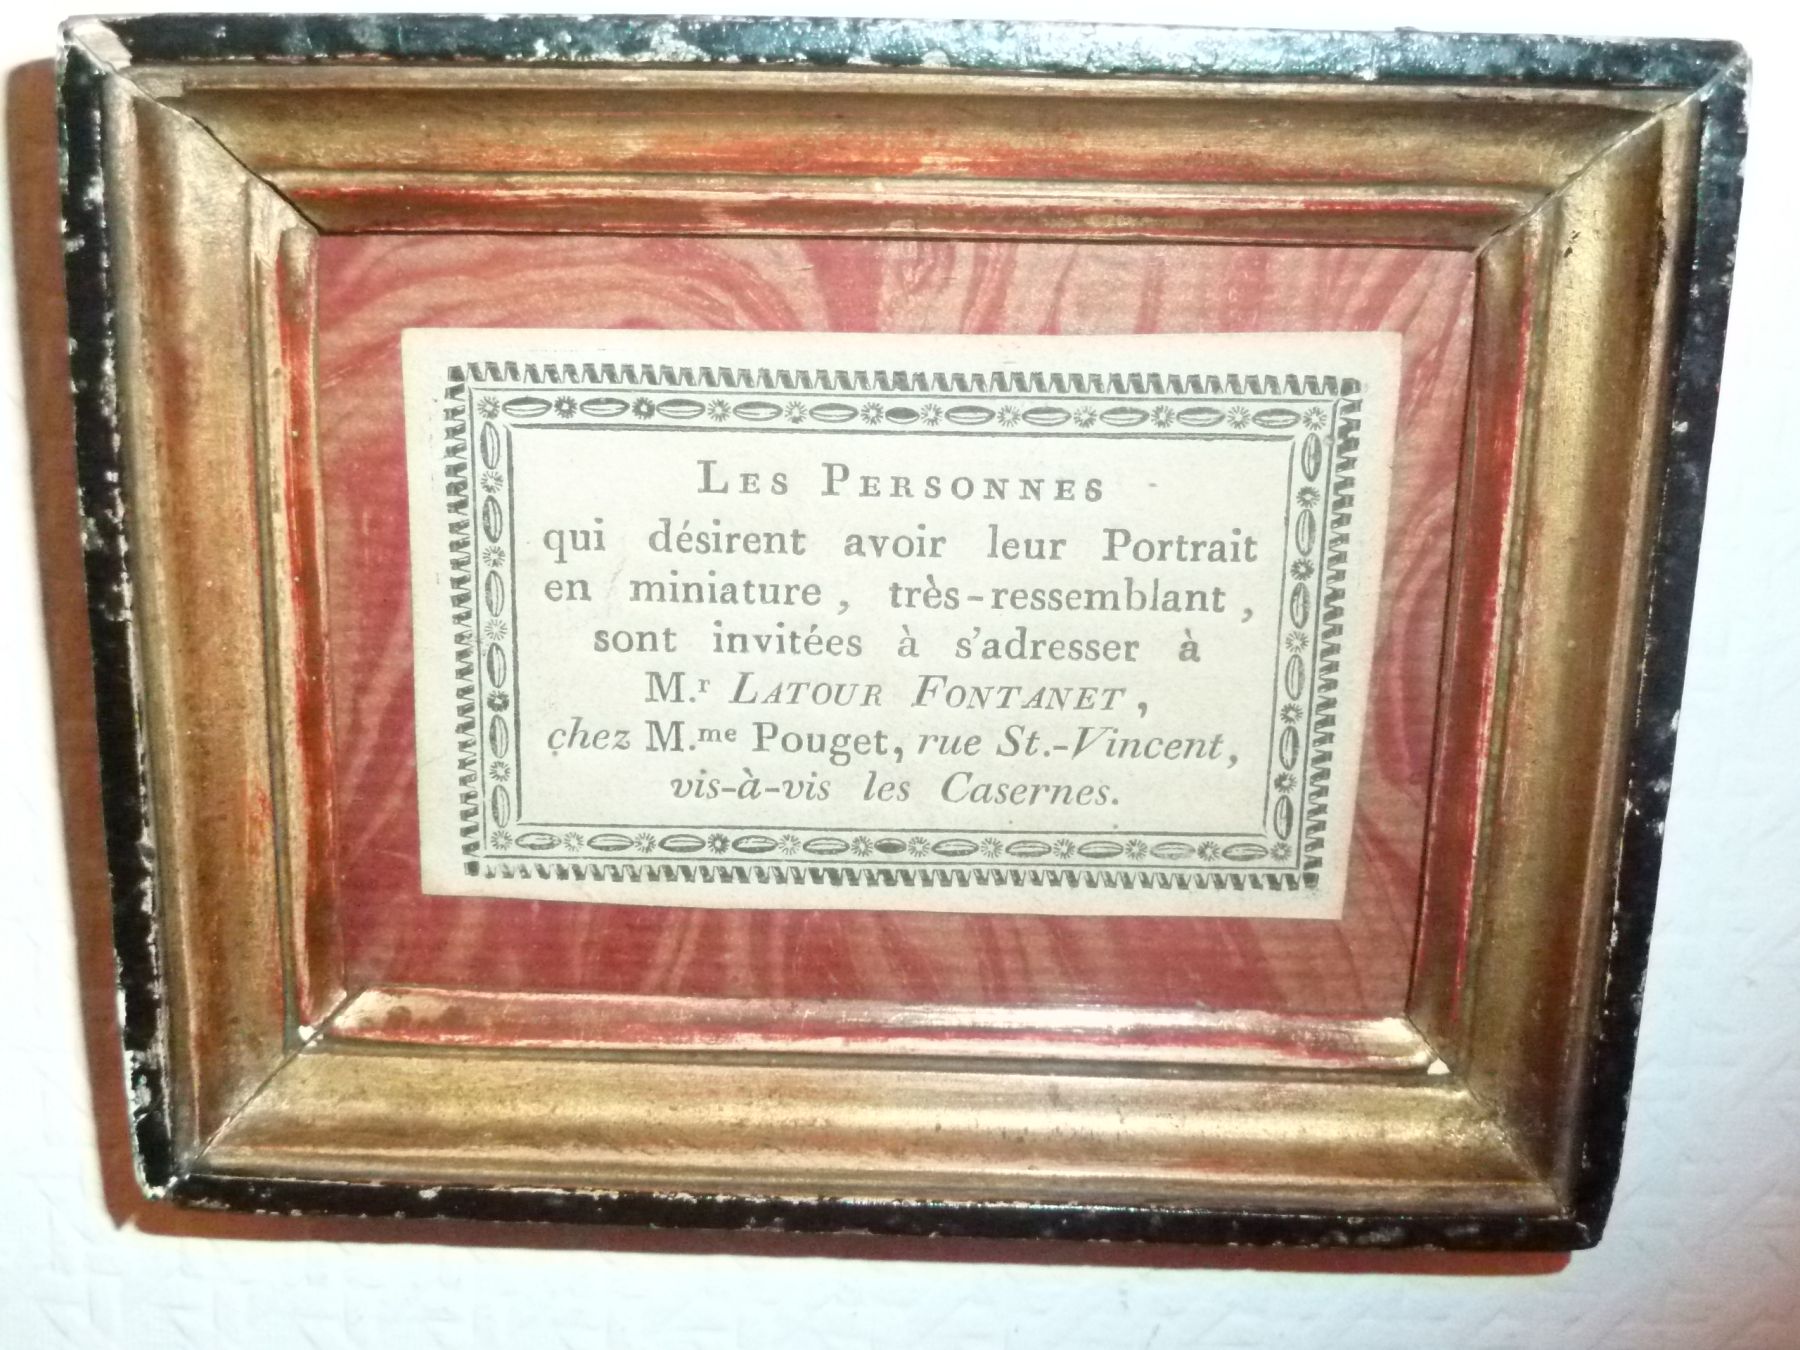 LES PERSONNES
qui désirent avoir leur Portrait
en miniature, très-ressemblant,
sont invitées à s'adresser à
M.r LATOUR FONTANET,
chez M.me Pouget, rue St.-Vincent,
vis-à-vis les Casernes.